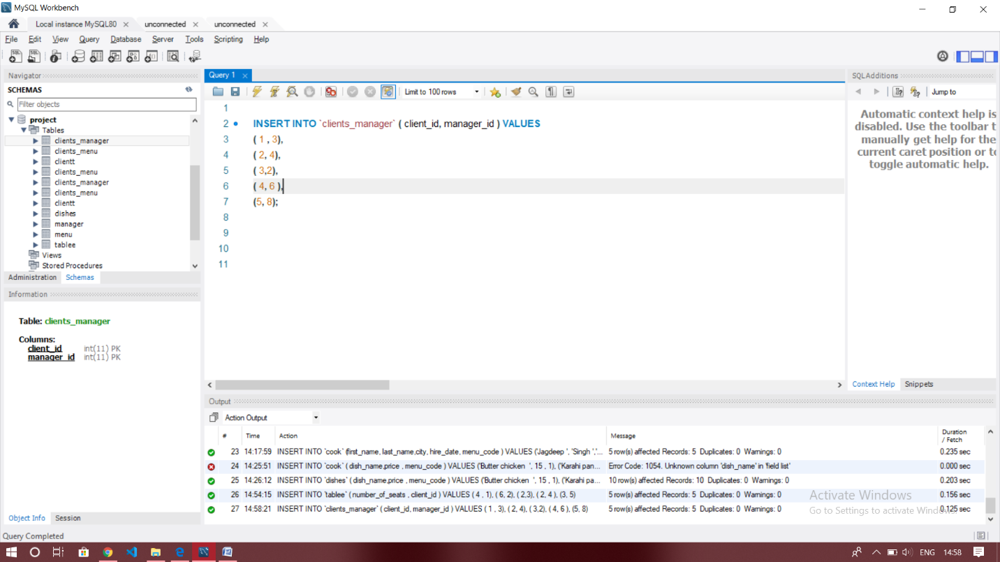 MySQL Workbench
Local instance MySQL80 unconnected unconnected
File Edit View Query Database Server Tools Scripting Help
Navigator
SCHEMAS
Filter objects
project
Tables
clients_manager
clients_menu
clientt
clients_menu
clients_manager
clients_menu
clientt
dishes
manager
menu
tablee
Views
Stored Procedures
Administration Schemas
Information
Table: clients_manager
Columns:
client_id int(11) PK
manager_id int(11) PK
Object Info Session
Query Completed
Query 1
Limit to 100 rows
1
2 INSERT INTO `clients_manager` ( client_id, manager_id ) VALUES
3 ( 1 , 3),
4 ( 2, 4),
5 ( 3,2),
6 ( 4, 6 ),
7 (5, 8);
8
9
10
11
SQLAdditions
Jump to
Automatic context help is
disabled. Use the toolbar t
manually get help for the
current caret position or to
toggle automatic help.
Context Help Snippets
Output
Action Output
# Time Action Message Duration / Fetch
23 14:17:59 INSERT INTO `cook` (first_name, last_name,city, hire_date, menu_code ) VALUES ('Jagdeep ', 'Singh ','... 5 row(s) affected Records: 5 Duplicates: 0 Warnings: 0 0.235 sec
24 14:25:51 INSERT INTO `cook` ( dish_name,price , menu_code ) VALUES ('Butter chicken ', 15 , 1), ('Karahi pan... Error Code: 1054. Unknown column 'dish_name' in 'field list' 0.000 sec
25 14:26:12 INSERT INTO `dishes` ( dish_name,price , menu_code ) VALUES ('Butter chicken ', 15 , 1), ('Karahi pa... 10 row(s) affected Records: 10 Duplicates: 0 Warnings: 0 0.203 sec
26 14:54:15 INSERT INTO `tablee` ( number_of_seats , client_id ) VALUES ( 4 , 1), ( 6, 2), ( 2,3), ( 2, 4 ), (3, 5) 5 row(s) affected Records: 5 Duplicates: 0 Warnings: 0 0.156 sec
27 14:58:21 INSERT INTO `clients_manager` ( client_id, manager_id ) VALUES ( 1 , 3), ( 2, 4), ( 3,2), ( 4, 6 ), (5, 8) 5 row(s) affected Records: 5 Duplicates: 0 Warnings: 0 0.125 sec
Activate Windows
Go to Settings to activate Windows.
ENG 14:58